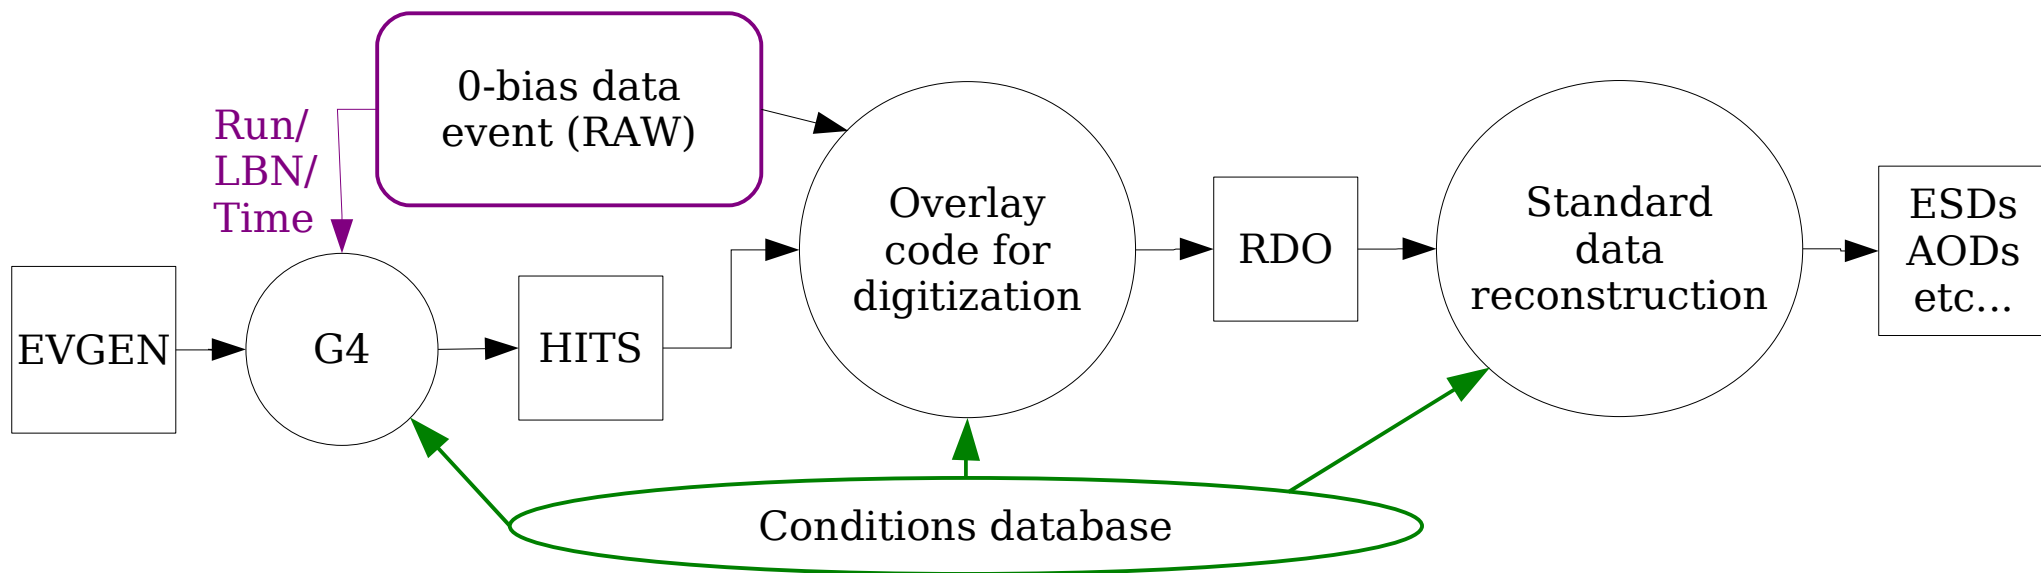 0-bias data
event (RAW)
Run/
LBN/
Time
EVGEN
G4
HITS
Overlay
code for
digitization
RDO
Standard
data
reconstruction
ESDs
AODs
etc...
Conditions database